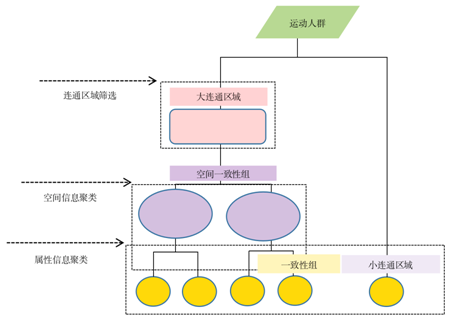 运动人群
大连通区域
连通区域筛选
空间一致性组
空间信息聚类
属性信息聚类
一致性组
小连通区域